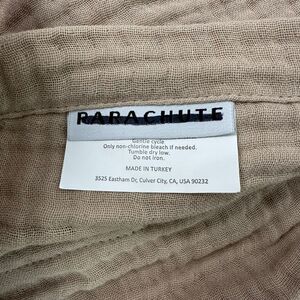 PARACHUTE
Gentle cycle
Only non-chlorine bleach if needed.
Tumble dry low.
Do not iron.
MADE IN TURKEY
3525 Eastham Dr, Culver City, CA, USA 90232